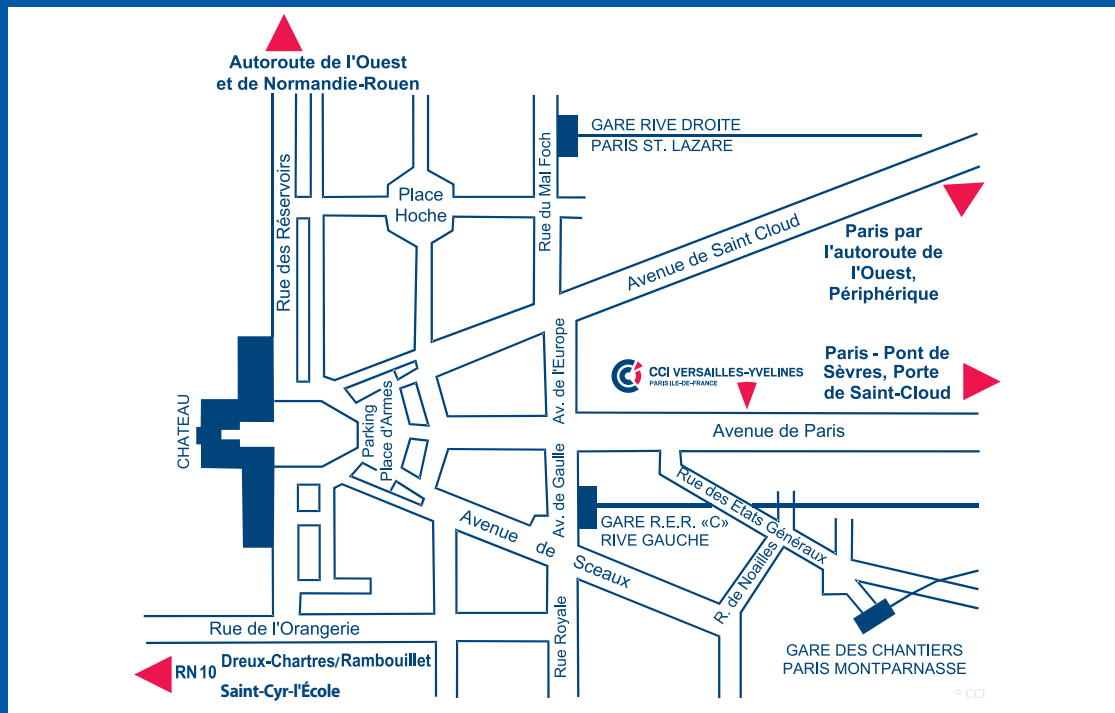 Autoroute de l'Ouest
et de Normandie-Rouen
GARE RIVE DROITE
PARIS ST. LAZARE
Rue du Mal Foch
Rue des Réservoirs
Place
Hoche
Avenue de Saint Cloud
Paris par
l'autoroute de
l'Ouest,
Périphérique
Av. de l'Europe
CCI VERSAILLES-YVELINES
PARIS ILE-DE-FRANCE
Paris - Pont de
Sèvres, Porte
de Saint-Cloud
CHATEAU
Parking
Place d'Armes
Avenue de Paris
Av. de Gaulle
Rue des Etats Généraux
GARE R.E.R. «C»
RIVE GAUCHE
Avenue de Sceaux
R. de Noailles
Rue de l'Orangerie
Rue Royale
GARE DES CHANTIERS
PARIS MONTPARNASSE
RN10
Dreux-Chartres/Rambouillet
Saint-Cyr-l'École
© CCI